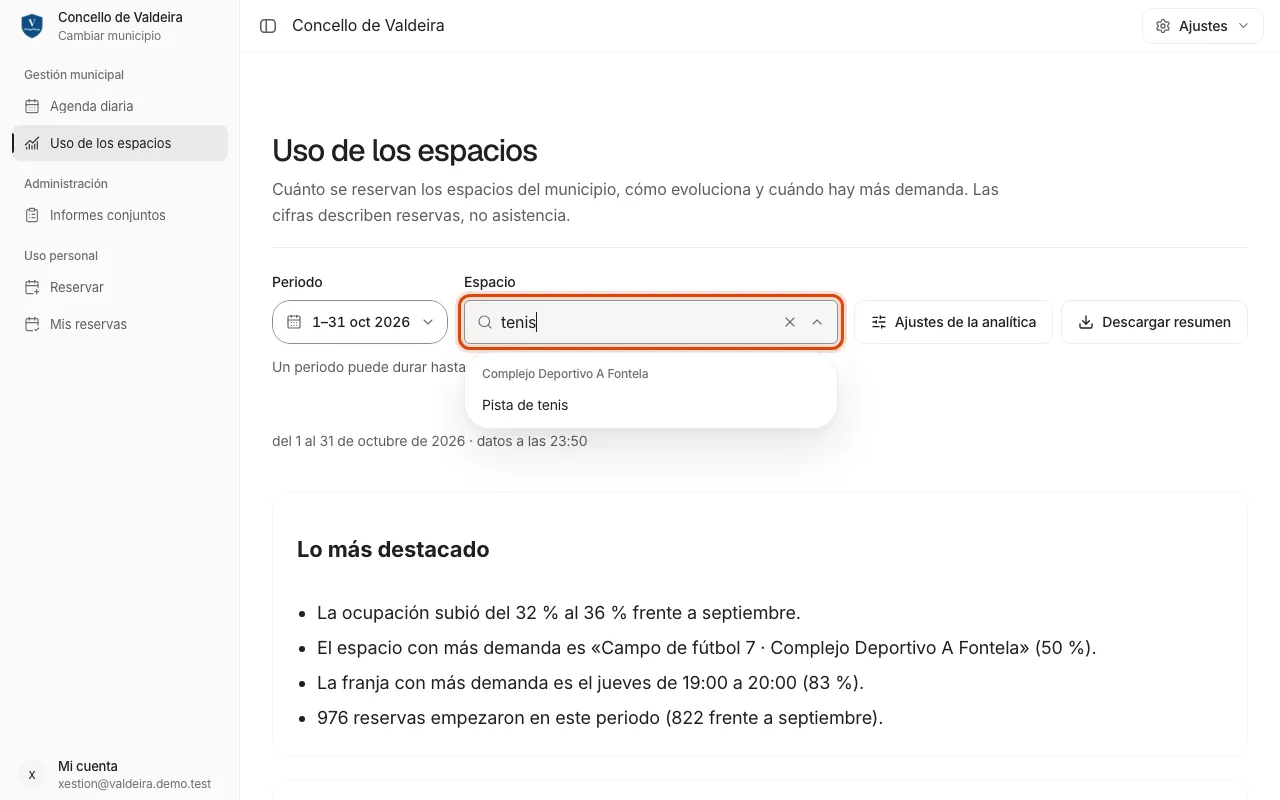 Concello de Valdeira
Cambiar municipio
Gestión municipal
Agenda diaria
Uso de los espacios
Administración
Informes conjuntos
Uso personal
Reservar
Mis reservas
X
Mi cuenta
xestion@valdeira.demo.test
Concello de Valdeira
Ajustes
Uso de los espacios
Cuánto se reservan los espacios del municipio, cómo evoluciona y cuándo hay más demanda. Las
cifras describen reservas, no asistencia.
Periodo
Espacio
1–31 oct 2026
tenis
Ajustes de la analítica
Descargar resumen
Un periodo puede durar hasta
Complejo Deportivo A Fontela
Pista de tenis
del 1 al 31 de octubre de 2026 · datos a las 23:50
Lo más destacado
• La ocupación subió del 32 % al 36 % frente a septiembre.
• El espacio con más demanda es «Campo de fútbol 7 · Complejo Deportivo A Fontela» (50 %).
• La franja con más demanda es el jueves de 19:00 a 20:00 (83 %).
• 976 reservas empezaron en este periodo (822 frente a septiembre).